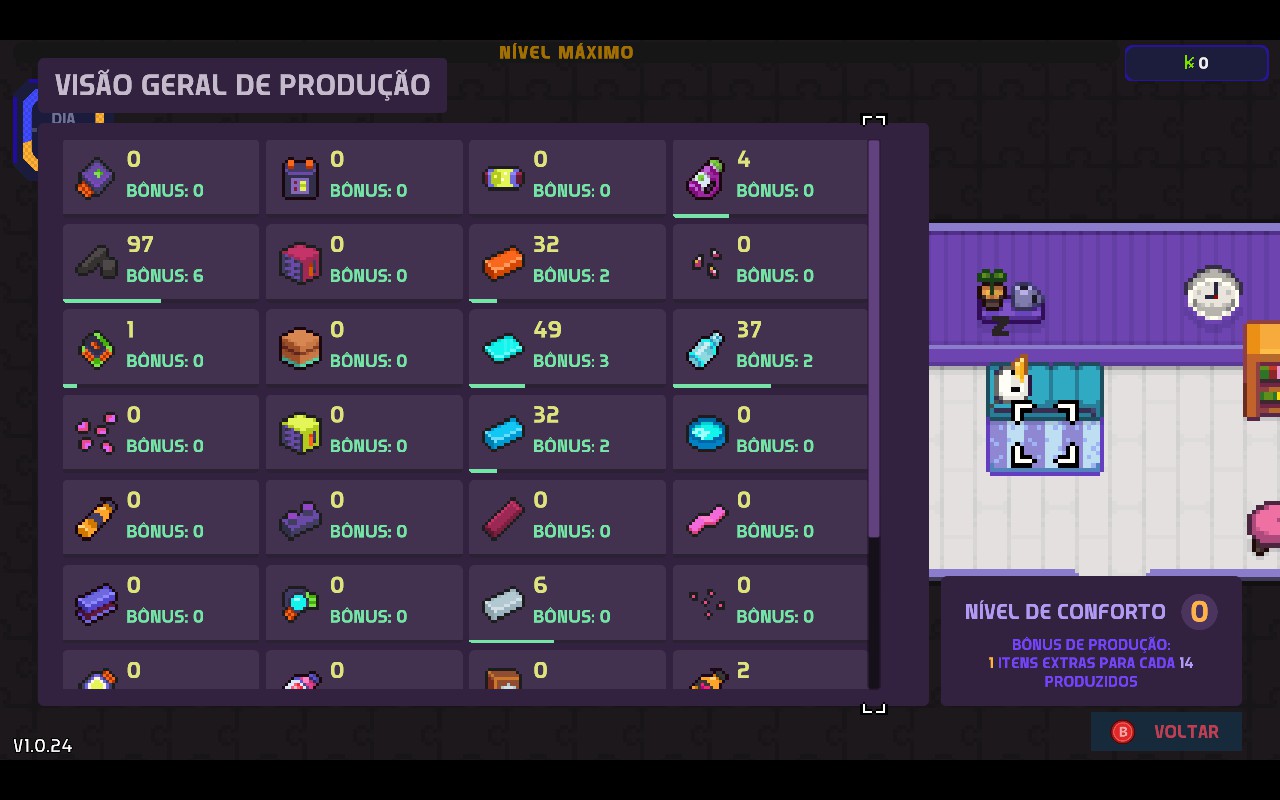 NÍVEL MÁXIMO
K 0
VISÃO GERAL DE PRODUÇÃO
DIA
0
BÔNUS: 0
0
BÔNUS: 0
0
BÔNUS: 0
4
BÔNUS: 0
97
BÔNUS: 6
0
BÔNUS: 0
32
BÔNUS: 2
0
BÔNUS: 0
1
BÔNUS: 0
0
BÔNUS: 0
49
BÔNUS: 3
37
BÔNUS: 2
0
BÔNUS: 0
0
BÔNUS: 0
32
BÔNUS: 2
0
BÔNUS: 0
0
BÔNUS: 0
0
BÔNUS: 0
0
BÔNUS: 0
0
BÔNUS: 0
0
BÔNUS: 0
0
BÔNUS: 0
6
BÔNUS: 0
0
BÔNUS: 0
0
0
0
2
Z
NÍVEL DE CONFORTO 0
BÔNUS DE PRODUÇÃO:
1 ITENS EXTRAS PARA CADA 14
PRODUZIDOS
B VOLTAR
V1.0.24